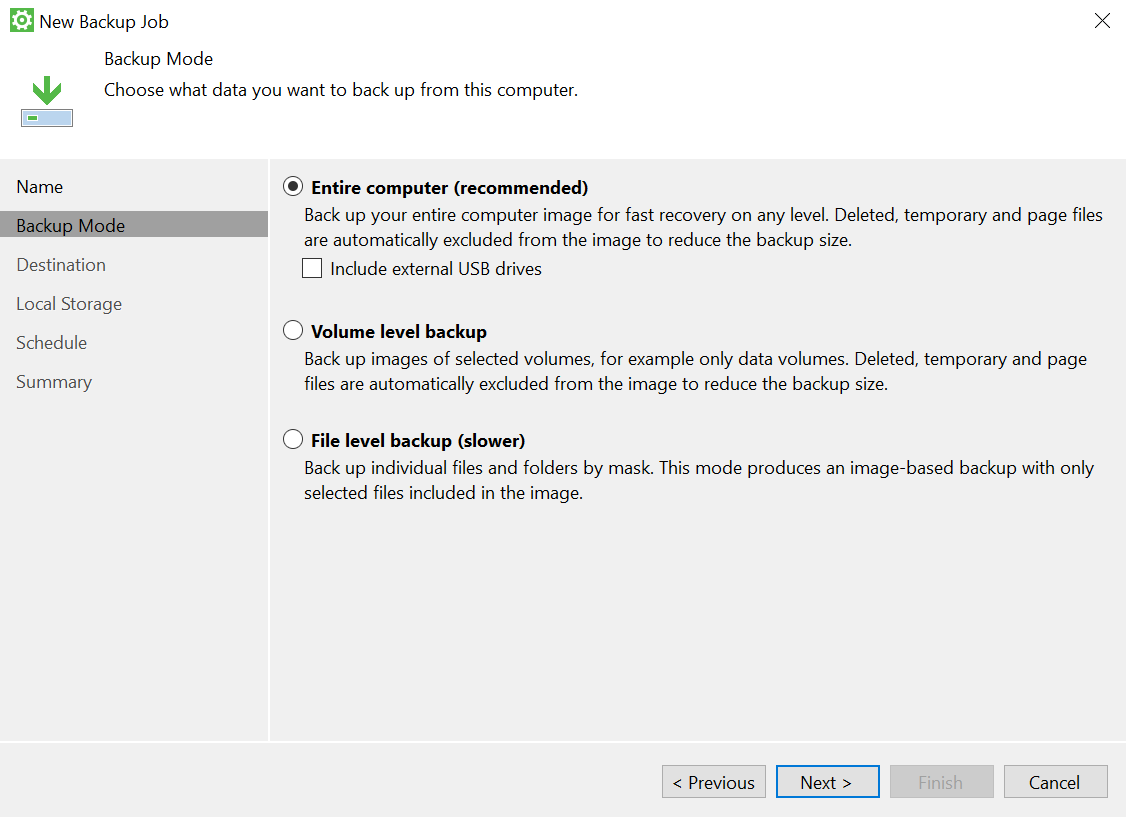 New Backup Job
Backup Mode
Choose what data you want to back up from this computer.
Name
Backup Mode
Destination
Local Storage
Schedule
Summary
Entire computer (recommended)
Back up your entire computer image for fast recovery on any level. Deleted, temporary and page files
are automatically excluded from the image to reduce the backup size.
Include external USB drives
Volume level backup
Back up images of selected volumes, for example only data volumes. Deleted, temporary and page
files are automatically excluded from the image to reduce the backup size.
File level backup (slower)
Back up individual files and folders by mask. This mode produces an image-based backup with only
selected files included in the image.
< Previous
Next >
Finish
Cancel